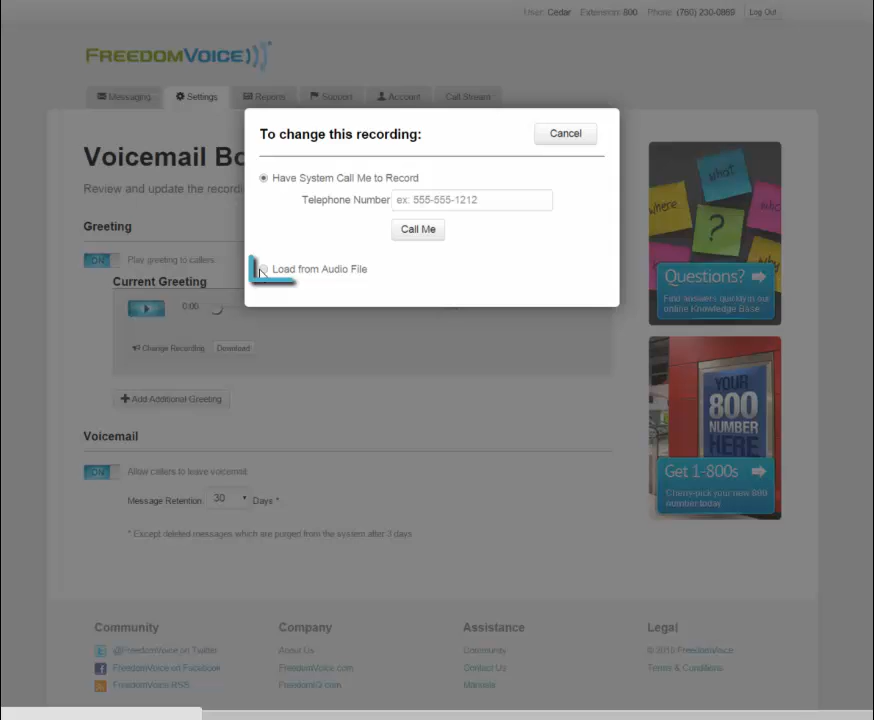 User: Cedar Extension: 800 Phone: (760) 230-0869 Log Out
FREEDOMVOICE
Messaging Settings Reports Support Account Call Stream
To change this recording: Cancel
Voicemail Bo
Review and update the recordi
Have System Call Me to Record
Telephone Number ex: 555-555-1212
Call Me
Load from Audio File
Greeting
ON Play greeting to callers.
Current Greeting
0:00
Change Recording Download
Add Additional Greeting
Voicemail
ON Allow callers to leave voicemail.
Message Retention: 30 Days *
* Except deleted messages which are purged from the system after 3 days
what
where
who
?
Why
Questions?
Find answers quickly in our
online Knowledge Base.
YOUR
800
NUMBER
HERE
Get 1-800s
Cherry-pick your new 800
number today
Community Company Assistance Legal
@FreedomVoice on Twitter About Us Community © 2015 FreedomVoice
FreedomVoice on Facebook FreedomVoice.com Contact Us Terms & Conditions
FreedomVoice RSS FreedomIQ.com Manuals